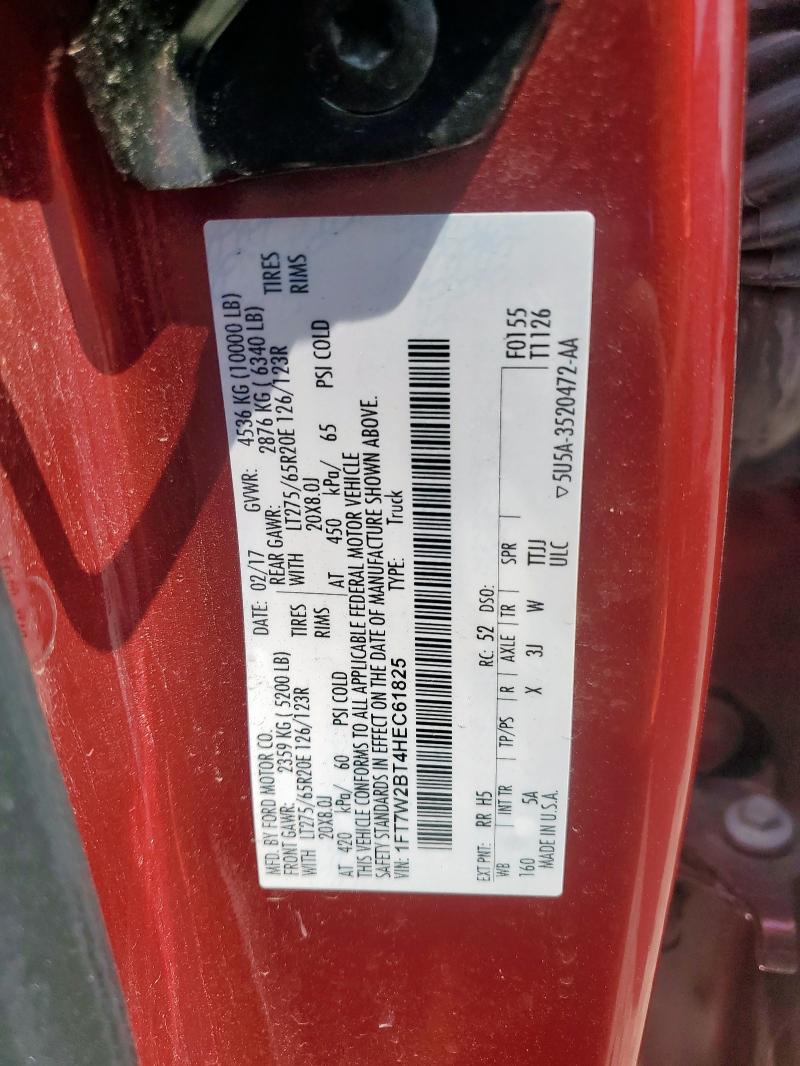 MFD. BY FORD MOTOR CO. DATE: 02/17 GVWR: 4536 KG (10000 LB)
FRONT GAWR: 2359 KG ( 5200 LB) REAR GAWR: 2876 KG ( 6340 LB)
WITH LT275/65R20E 126/123R TIRES WITH LT275/65R20E 126/123R TIRES
20X8.0J RIMS 20X8.0J RIMS
AT 420 kPa/ 60 PSI COLD AT 450 kPa/ 65 PSI COLD
THIS VEHICLE CONFORMS TO ALL APPLICABLE FEDERAL MOTOR VEHICLE
SAFETY STANDARDS IN EFFECT ON THE DATE OF MANUFACTURE SHOWN ABOVE.
VIN: 1FT7W2BT4HEC61825 TYPE: Truck
EXT PNT: RR H5 RC: 52 DSO: F0155
WB INT TR TP/PS R AXLE TR SPR T1126
160 5A X 3J W TTJJ
MADE IN U.S.A. ULC ▽5U5A-3520472-AA